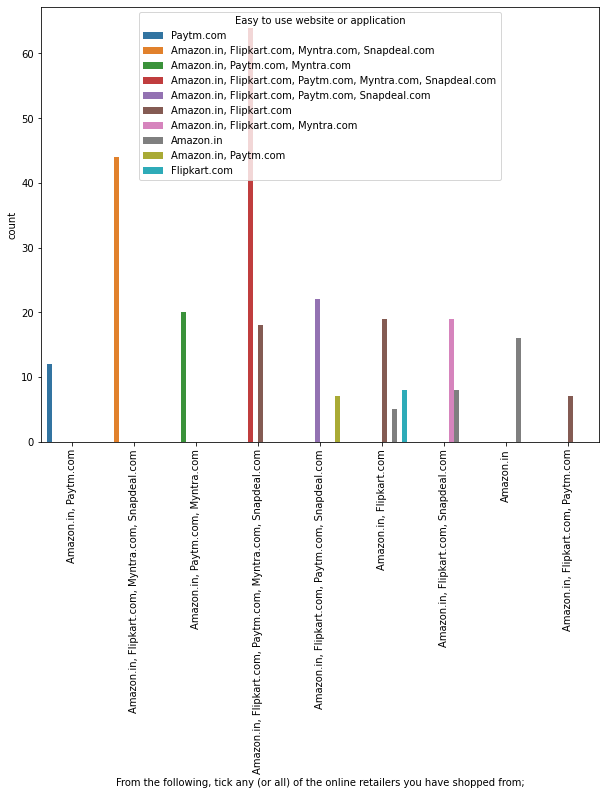 Easy to use website or application
Paytm.com
Amazon.in, Flipkart.com, Myntra.com, Snapdeal.com
Amazon.in, Paytm.com, Myntra.com
Amazon.in, Flipkart.com, Paytm.com, Myntra.com, Snapdeal.com
Amazon.in, Flipkart.com, Paytm.com, Snapdeal.com
Amazon.in, Flipkart.com
Amazon.in, Flipkart.com, Myntra.com
Amazon.in
Amazon.in, Paytm.com
Flipkart.com
count
60
50
40
30
20
10
0
Amazon.in, Paytm.com
Amazon.in, Flipkart.com, Myntra.com, Snapdeal.com
Amazon.in, Paytm.com, Myntra.com
Amazon.in, Flipkart.com, Paytm.com, Myntra.com, Snapdeal.com
Amazon.in, Flipkart.com, Paytm.com, Snapdeal.com
Amazon.in, Flipkart.com
Amazon.in, Flipkart.com, Snapdeal.com
Amazon.in
Amazon.in, Flipkart.com, Paytm.com
From the following, tick any (or all) of the online retailers you have shopped from;